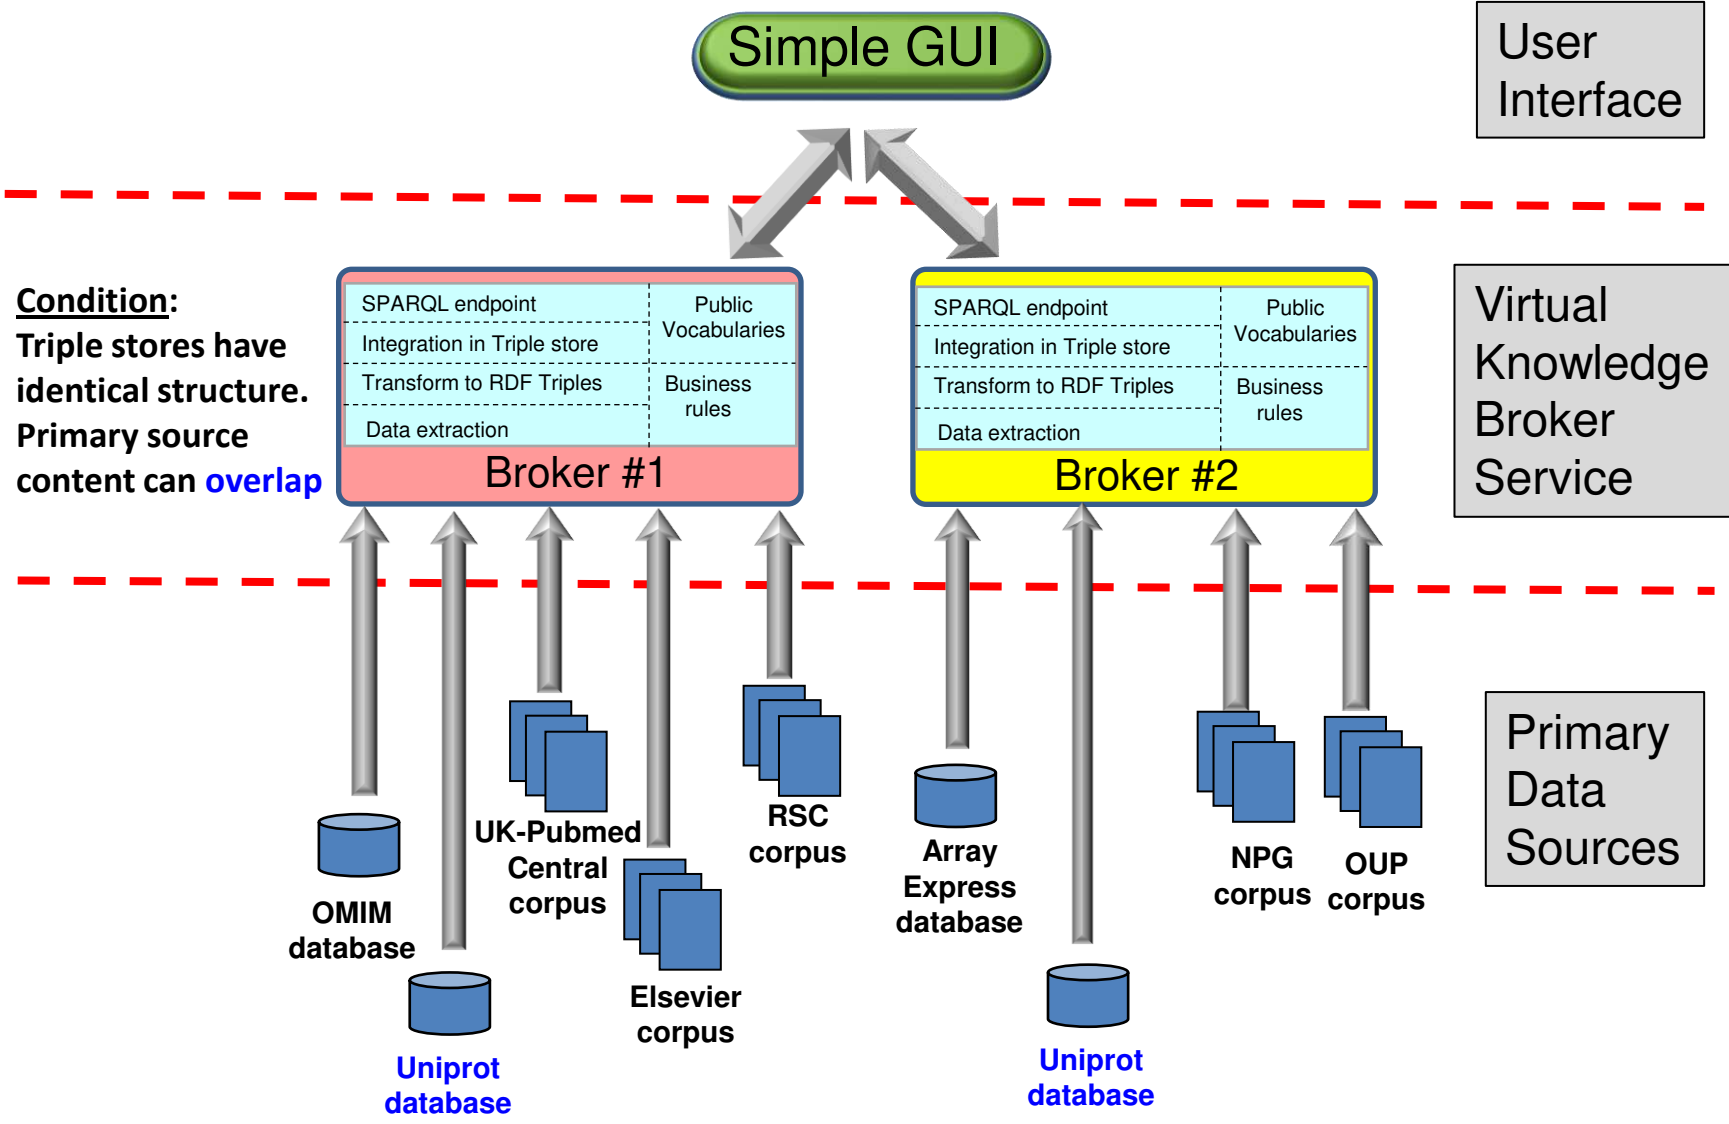 Simple GUI
User
Interface
Condition:
Triple stores have
identical structure.
Primary source
content can overlap
SPARQL endpoint
Integration in Triple store
Transform to RDF Triples
Data extraction
Public
Vocabularies
Business
rules
Broker #1
SPARQL endpoint
Integration in Triple store
Transform to RDF Triples
Data extraction
Public
Vocabularies
Business
rules
Broker #2
Virtual
Knowledge
Broker
Service
OMIM
database
Uniprot
database
UK-Pubmed
Central
corpus
Elsevier
corpus
RSC
corpus
Array
Express
database
Uniprot
database
NPG
corpus
OUP
corpus
Primary
Data
Sources